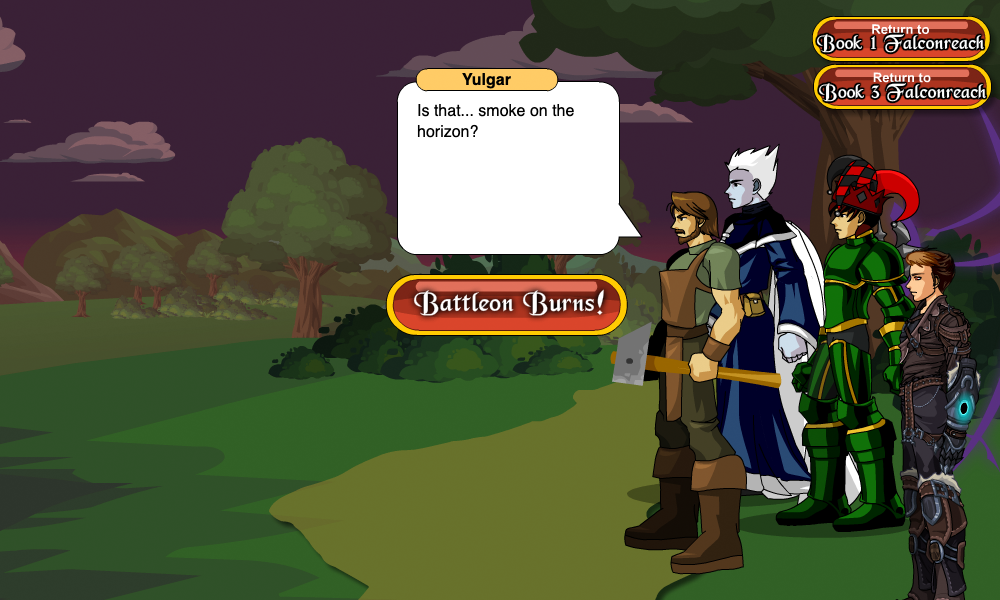 Return to
Book 1 Falconreach
Return to
Book 3 Falconreach
Yulgar
Is that... smoke on the
horizon?
Battleon Burns!